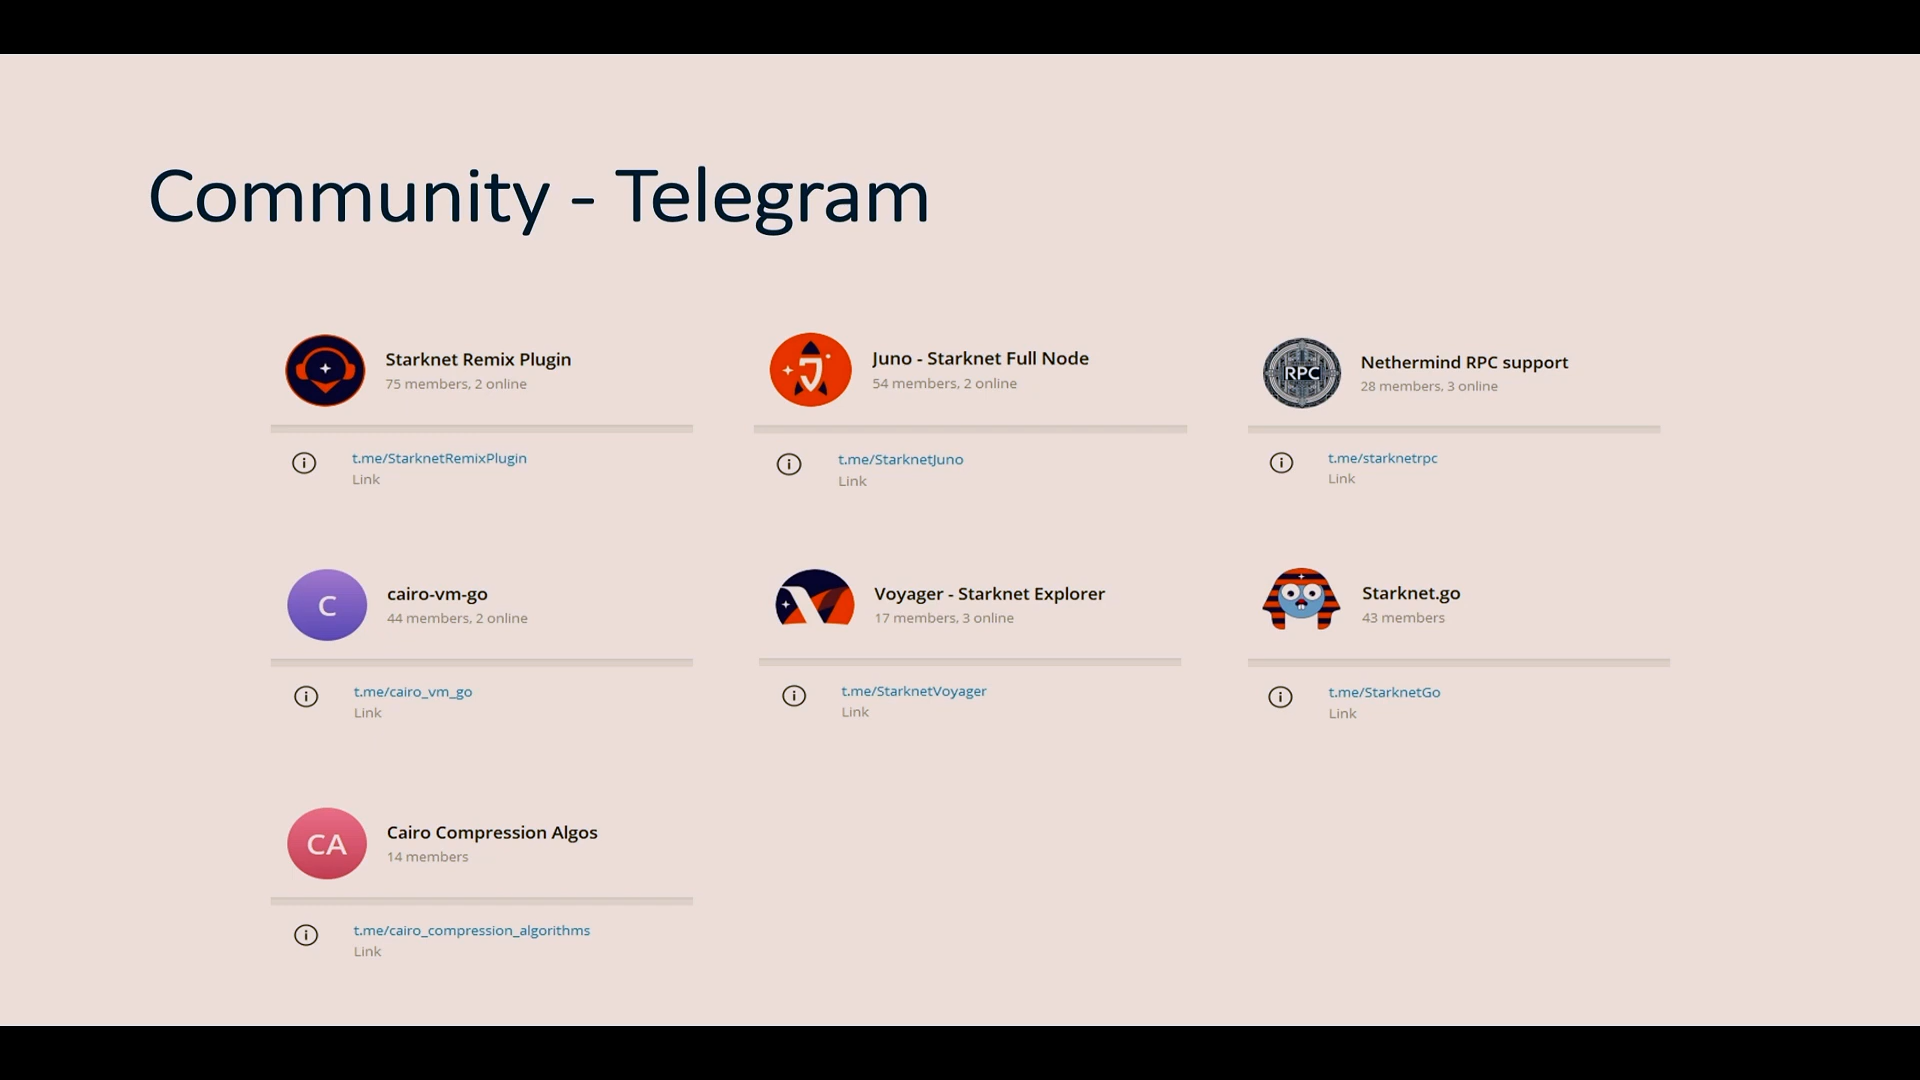 Community - Telegram
Starknet Remix Plugin
75 members, 2 online
t.me/StarknetRemixPlugin
Link
Juno - Starknet Full Node
54 members, 2 online
t.me/StarknetJuno
Link
RPC
Nethermind RPC support
28 members, 3 online
t.me/starknetrpc
Link
C
cairo-vm-go
44 members, 2 online
t.me/cairo_vm_go
Link
Voyager - Starknet Explorer
17 members, 3 online
t.me/StarknetVoyager
Link
Starknet.go
43 members
t.me/StarknetGo
Link
CA
Cairo Compression Algos
14 members
t.me/cairo_compression_algorithms
Link